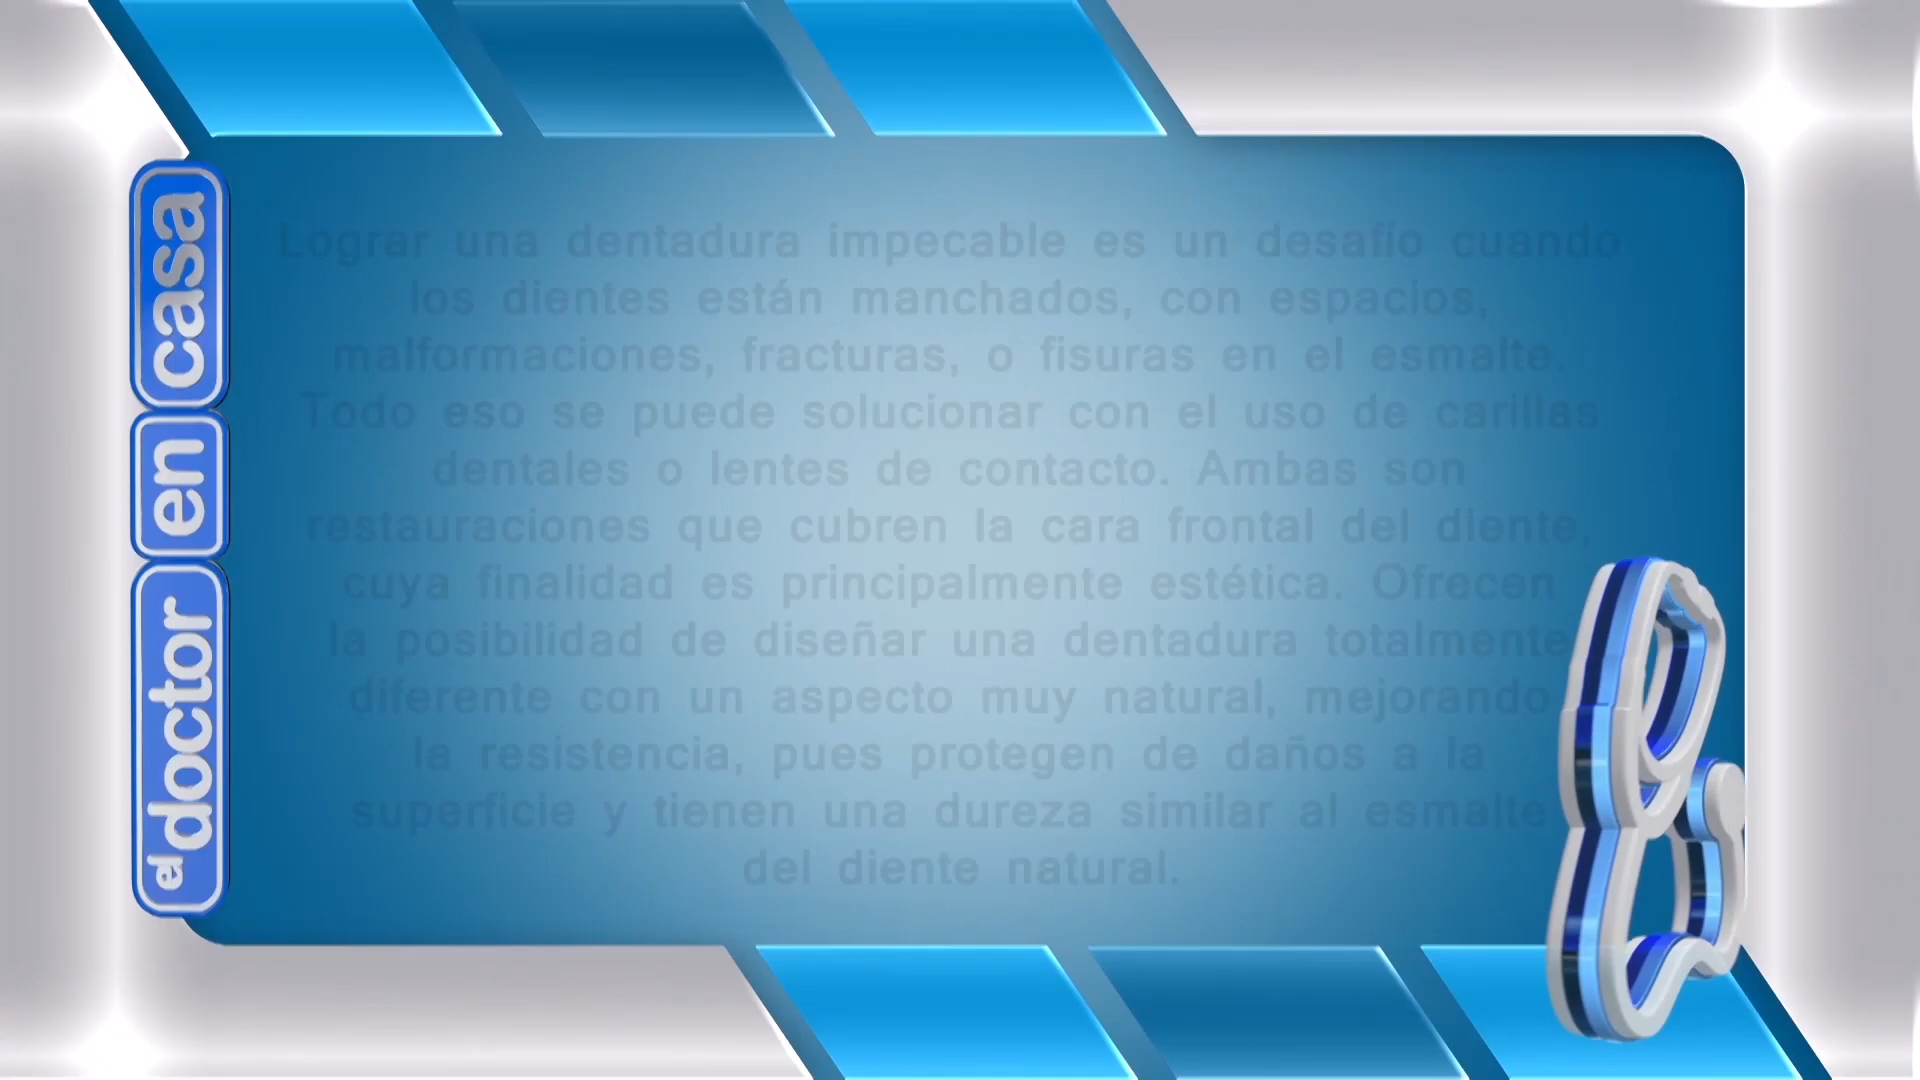 el doctor en casa
Lograr una dentadura impecable es un desafío cuando
los dientes están manchados, con espacios,
malformaciones, fracturas, o fisuras en el esmalte.
Todo eso se puede solucionar con el uso de carillas
dentales o lentes de contacto. Ambas son
restauraciones que cubren la cara frontal del diente,
cuya finalidad es principalmente estética. Ofrecen
la posibilidad de diseñar una dentadura totalmente
diferente con un aspecto muy natural, mejorando
la resistencia, pues protegen de daños a la
superficie y tienen una dureza similar al esmalte
del diente natural.